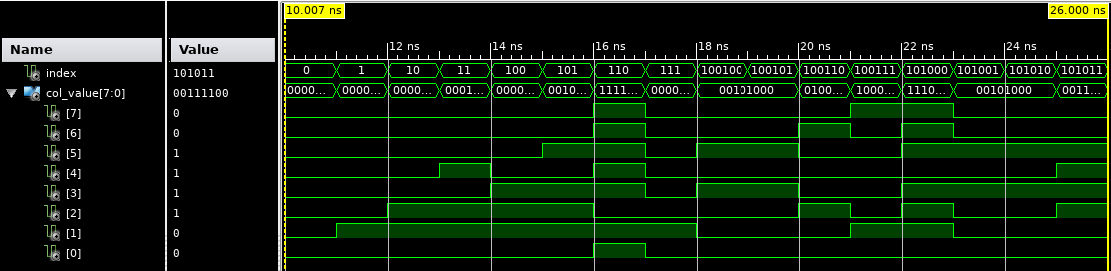 10.007 ns 26.000 ns
Name Value
12 ns 14 ns 16 ns 18 ns 20 ns 22 ns 24 ns
index 101011 0 1 10 11 100 101 110 111 100100 100101 100110 100111 101000 101001 101010 101011
col_value[7:0] 00111100 0000... 0000... 0000... 0001... 0000... 0010... 1111... 0000... 00101000 0100... 1000... 1110... 00101000 0011...
[7] 0
[6] 0
[5] 1
[4] 1
[3] 1
[2] 1
[1] 0
[0] 0